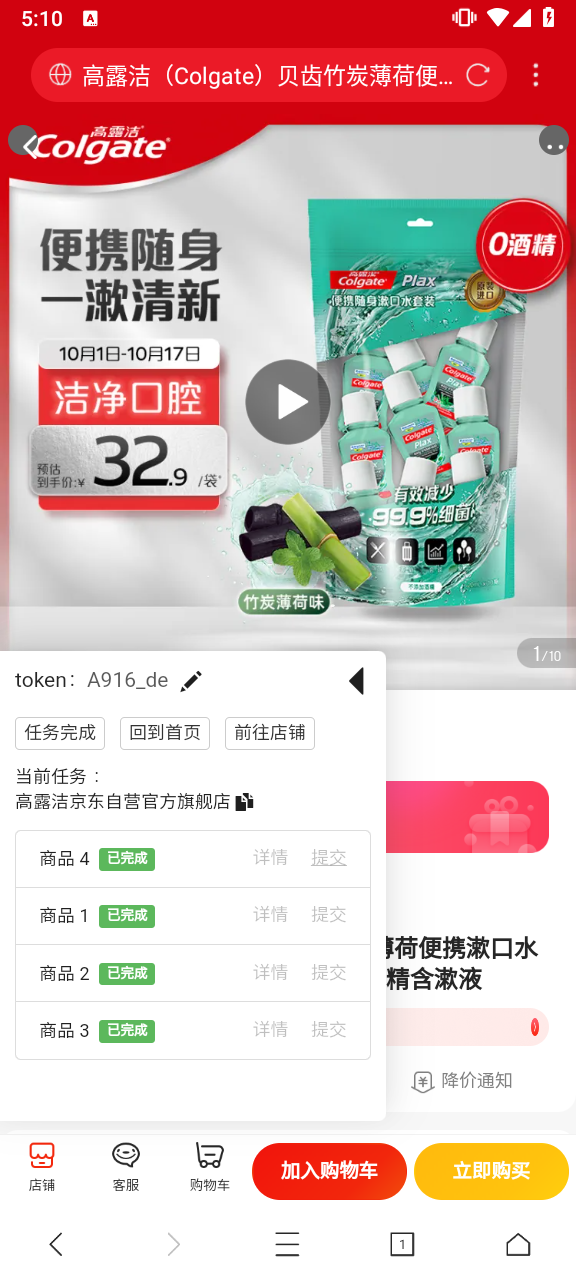 5:10
A
高露洁（Colgate）贝齿竹炭薄荷便...
高露洁
Colgate
便携随身
一漱清新
10月1日-10月17日
洁净口腔
预估
到手价:¥ 32.9 /袋
0酒精
高露洁
Colgate Plax
原装
进口
便携随身漱口水套装
Colgate
Colgate
Plax
有效减少
99.9%细菌
不添加酒精
竹炭薄荷味
1/10
token： A916_de
任务完成 回到首页 前往店铺
当前任务：
高露洁京东自营官方旗舰店
商品 4 已完成 详情 提交
商品 1 已完成 详情 提交
商品 2 已完成 详情 提交
商品 3 已完成 详情 提交
薄荷便携漱口水
精含漱液
降价通知
店铺 客服 购物车 加入购物车 立即购买
1